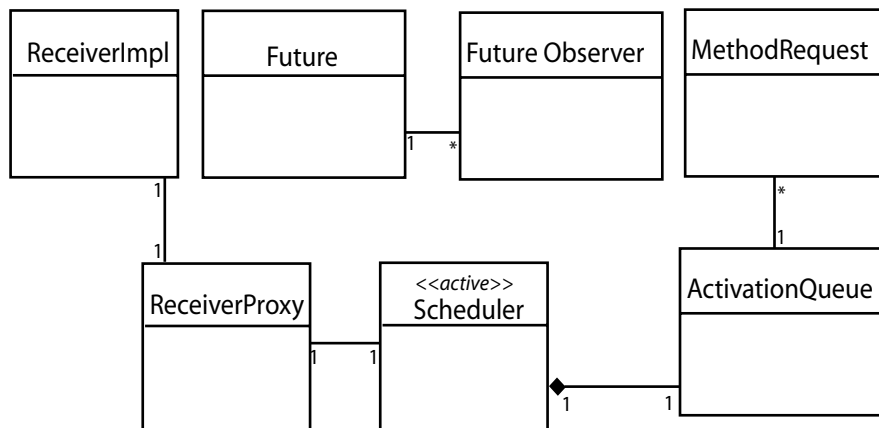 ReceiverImpl
Future
Future Observer
MethodRequest
1
*
1
*
1
1
ReceiverProxy
<<active>>
Scheduler
ActivationQueue
1
1
1
1